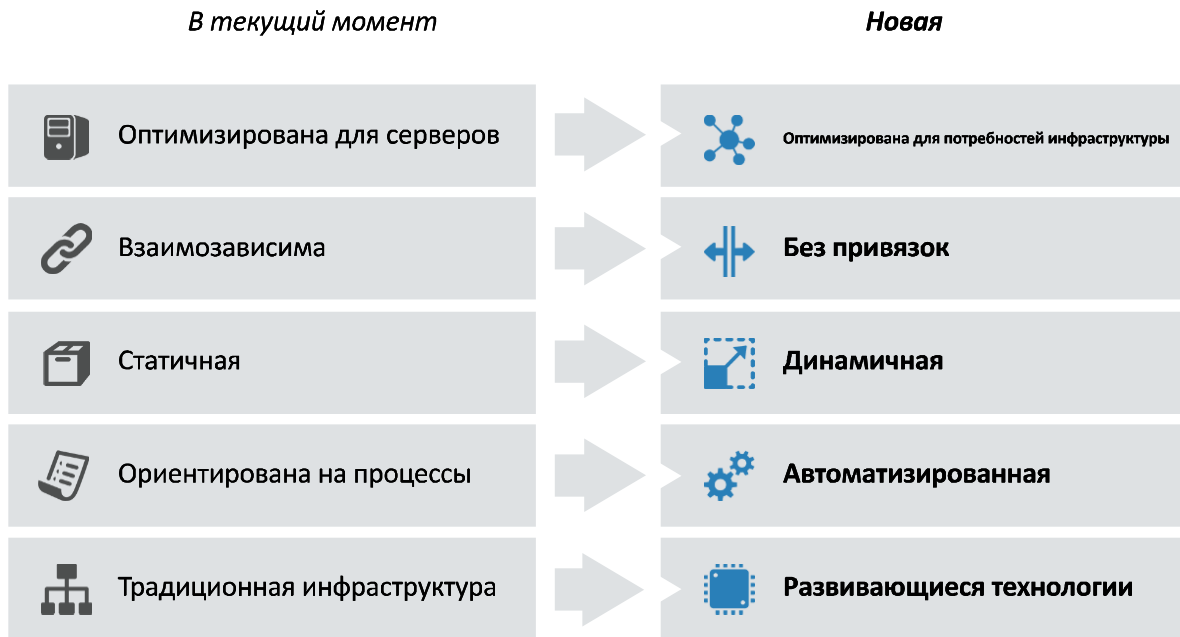 В текущий момент
Новая
Оптимизирована для серверов
Оптимизирована для потребностей инфраструктуры
Взаимозависима
Без привязок
Статичная
Динамичная
Ориентирована на процессы
Автоматизированная
Традиционная инфраструктура
Развивающиеся технологии